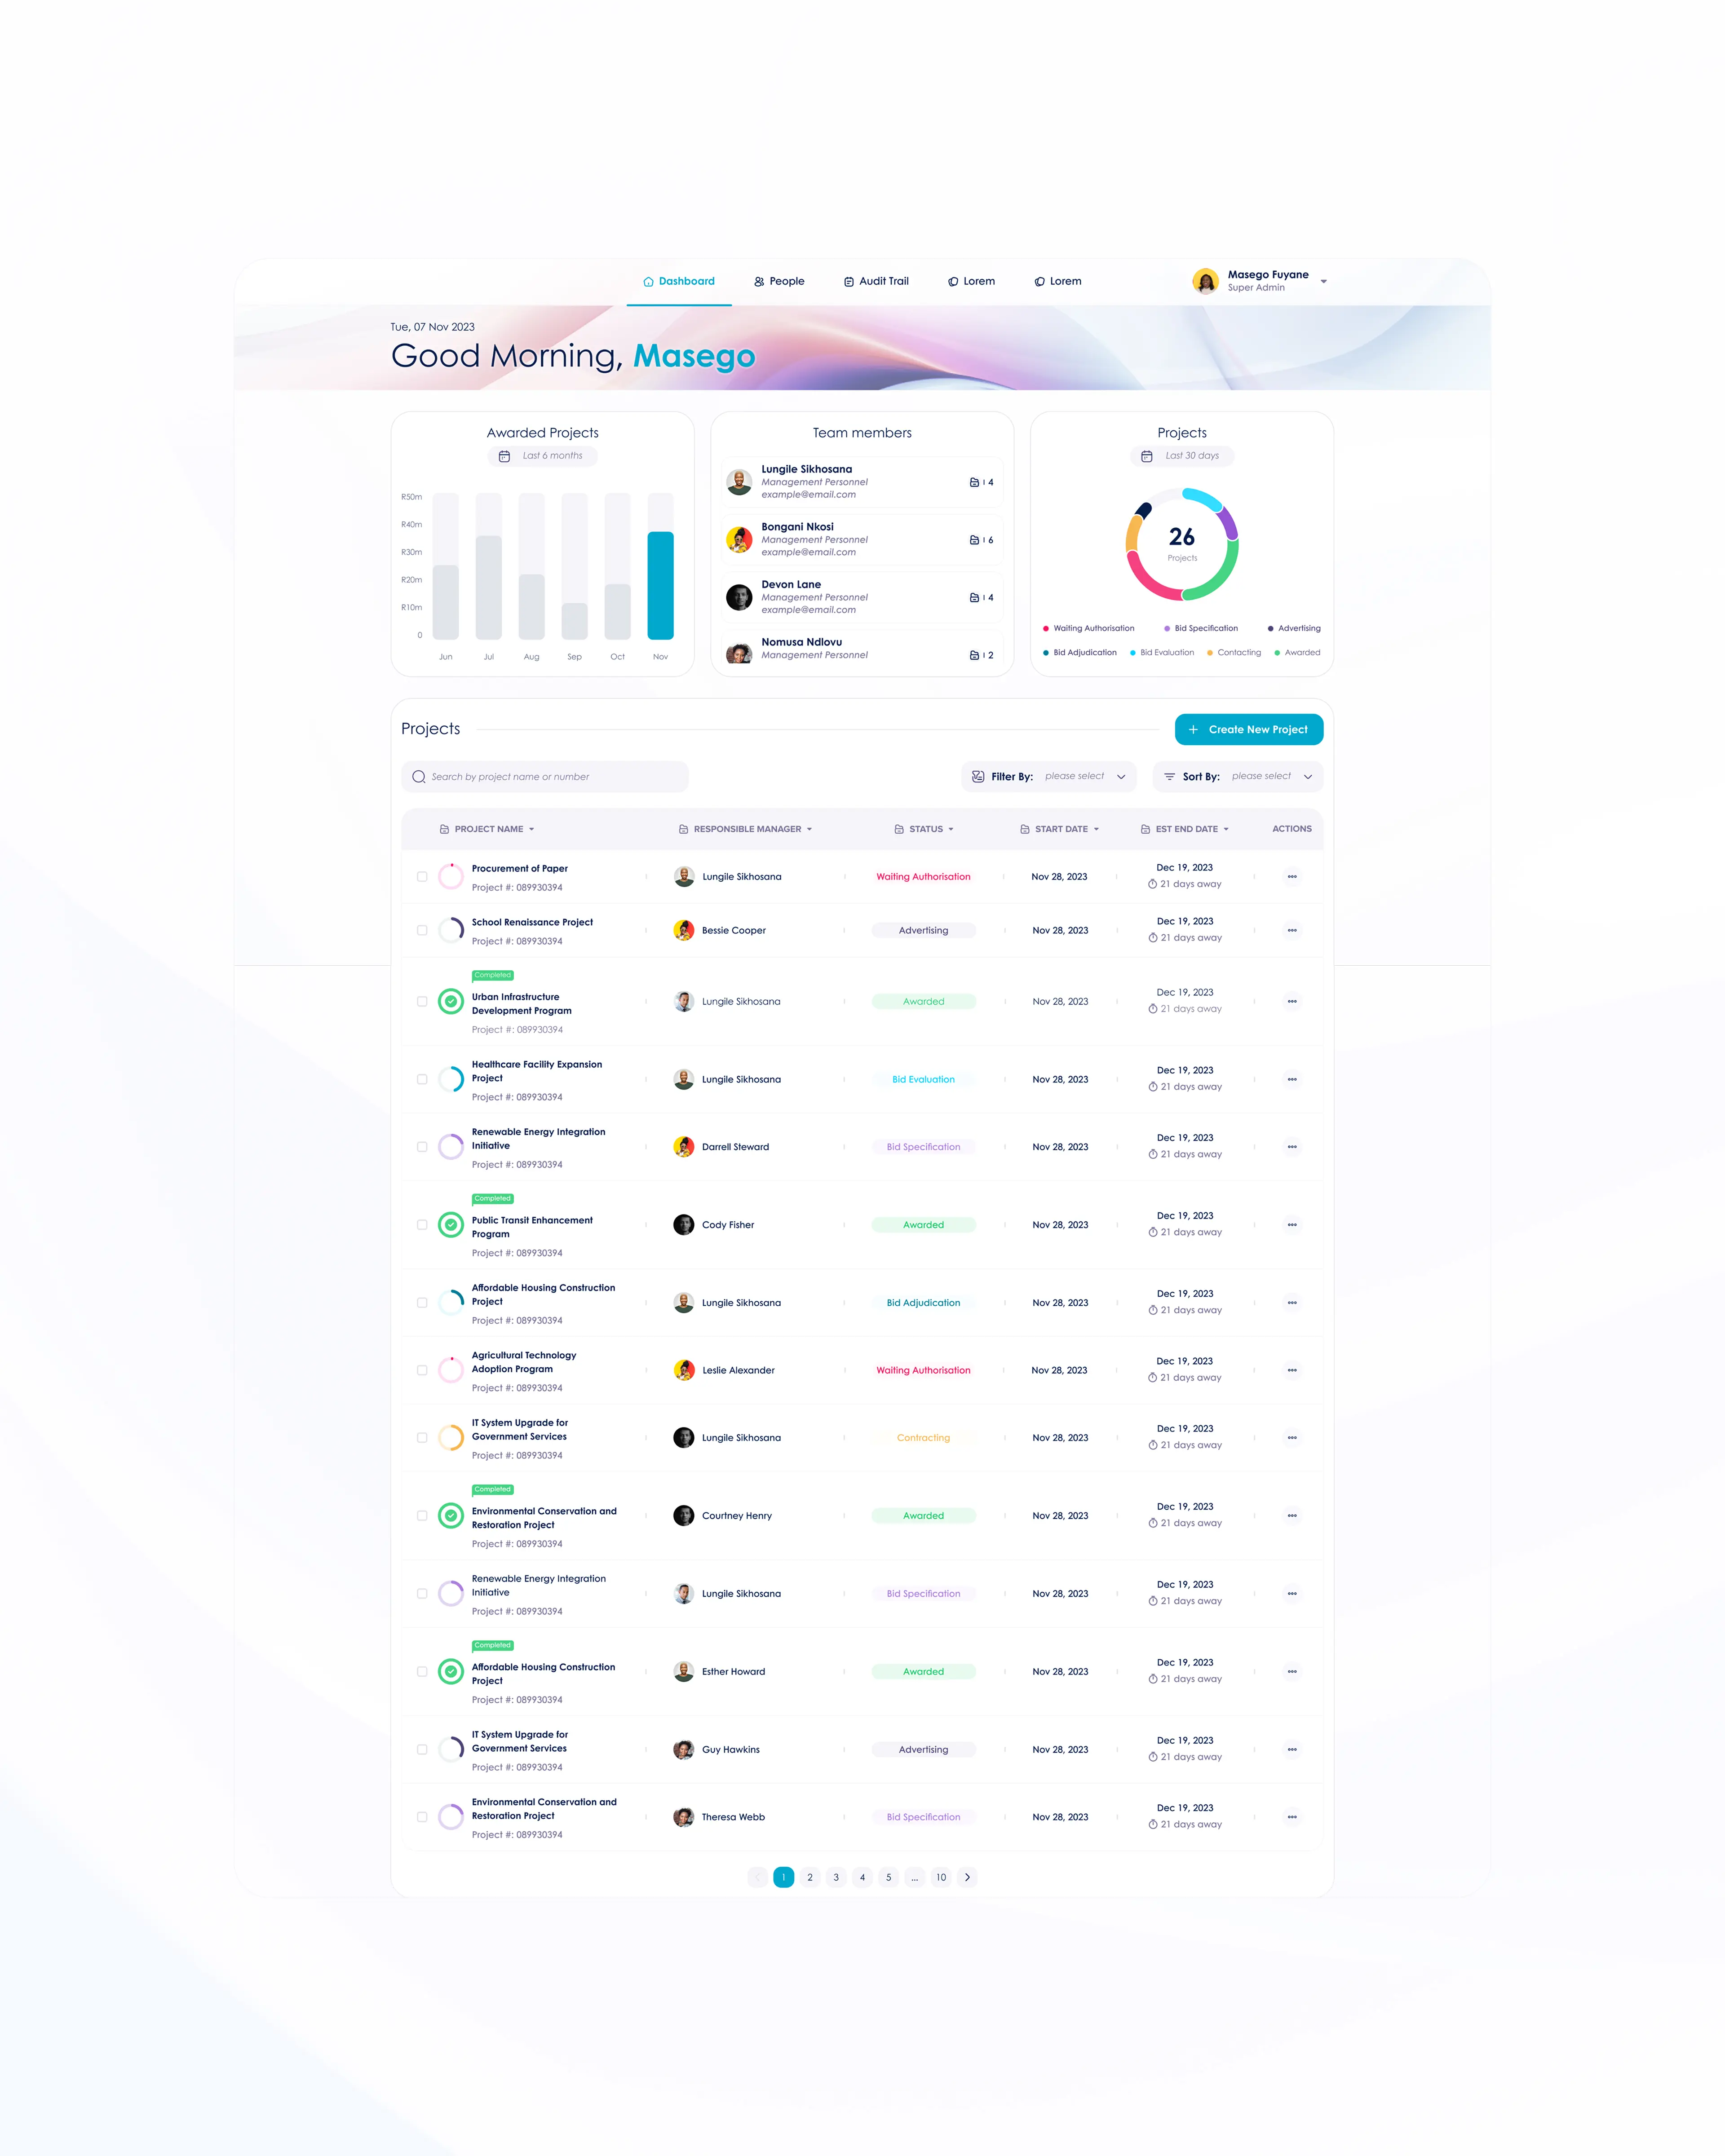 Dashboard
People
Audit Trail
Lorem
Lorem
Masego Fuyane
Super Admin
Tue, 07 Nov 2023
Good Morning, Masego
Awarded Projects
Last 6 months
R50m
R40m
R30m
R20m
R10m
0
Jun Jul Aug Sep Oct Nov
Team members
Lungile Sikhosana
Management Personnel
example@email.com
4
Bongani Nkosi
Management Personnel
example@email.com
6
Devon Lane
Management Personnel
example@email.com
4
Nomusa Ndlovu
Management Personnel
2
Projects
Last 30 days
26
Projects
Waiting Authorisation Bid Specification Advertising
Bid Adjudication Bid Evaluation Contacting Awarded
Projects
+ Create New Project
Search by project name or number
Filter By: please select
Sort By: please select
PROJECT NAME RESPONSIBLE MANAGER STATUS START DATE EST END DATE ACTIONS
Procurement of Paper
Project #: 089930394
Lungile Sikhosana
Waiting Authorisation
Nov 28, 2023
Dec 19, 2023
21 days away
School Renaissance Project
Project #: 089930394
Bessie Cooper
Advertising
Nov 28, 2023
Dec 19, 2023
21 days away
Completed
Urban Infrastructure
Development Program
Project #: 089930394
Lungile Sikhosana
Awarded
Nov 28, 2023
Dec 19, 2023
21 days away
Healthcare Facility Expansion
Project
Project #: 089930394
Lungile Sikhosana
Bid Evaluation
Nov 28, 2023
Dec 19, 2023
21 days away
Renewable Energy Integration
Initiative
Project #: 089930394
Darrell Steward
Bid Specification
Nov 28, 2023
Dec 19, 2023
21 days away
Completed
Public Transit Enhancement
Program
Project #: 089930394
Cody Fisher
Awarded
Nov 28, 2023
Dec 19, 2023
21 days away
Affordable Housing Construction
Project
Project #: 089930394
Lungile Sikhosana
Bid Adjudication
Nov 28, 2023
Dec 19, 2023
21 days away
Agricultural Technology
Adoption Program
Project #: 089930394
Leslie Alexander
Waiting Authorisation
Nov 28, 2023
Dec 19, 2023
21 days away
IT System Upgrade for
Government Services
Project #: 089930394
Lungile Sikhosana
Contracting
Nov 28, 2023
Dec 19, 2023
21 days away
Completed
Environmental Conservation and
Restoration Project
Project #: 089930394
Courtney Henry
Awarded
Nov 28, 2023
Dec 19, 2023
21 days away
Renewable Energy Integration
Initiative
Project #: 089930394
Lungile Sikhosana
Bid Specification
Nov 28, 2023
Dec 19, 2023
21 days away
Completed
Affordable Housing Construction
Project
Project #: 089930394
Esther Howard
Awarded
Nov 28, 2023
Dec 19, 2023
21 days away
IT System Upgrade for
Government Services
Project #: 089930394
Guy Hawkins
Advertising
Nov 28, 2023
Dec 19, 2023
21 days away
Environmental Conservation and
Restoration Project
Project #: 089930394
Theresa Webb
Bid Specification
Nov 28, 2023
Dec 19, 2023
21 days away
1 2 3 4 5 ... 10